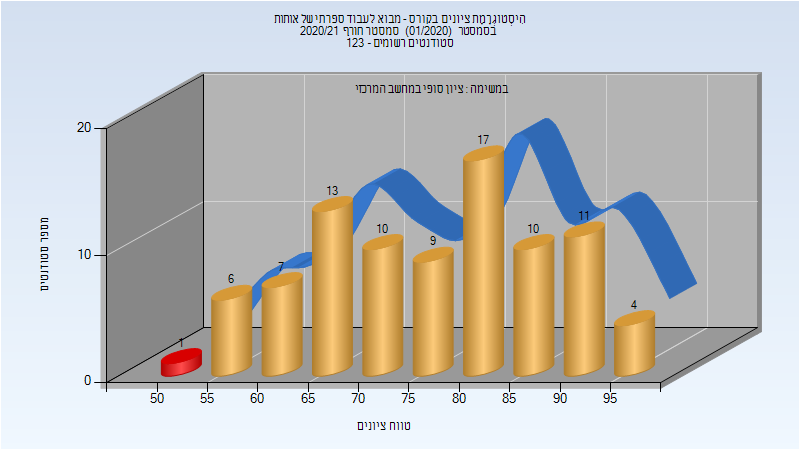 היסטוגרמת ציונים בקורס - מבוא לעבוד ספרתי של אותות
בסמסטר (01/2020) סמסטר חורף 2020/21
סטודנטים רשומים - 123
במשימה : ציון סופי במחשב המרכזי
20
10
0
מספר סטודנטים
1
6
7
13
10
9
17
10
11
4
50 55 60 65 70 75 80 85 90 95
טווח ציונים